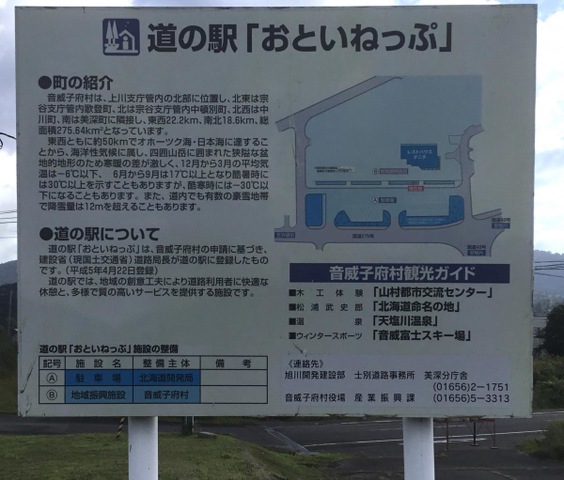 道の駅「おといねっぷ」
●町の紹介
音威子府村は、上川支庁管内の北部に位置し、北東は宗
谷支庁管内歌登町、北は宗谷支庁管内中頓別町、北西は中
川町、南は美深町に隣接し、東西22.2km、南北18.6km、総
面積275.64km²となっています。
東西ともに約50kmでオホーツク海・日本海に達するこ
とから、海洋性気候に属し、四囲山岳に囲まれた狭隘な盆
地的地形のため寒暖の差が激しく、12月から3月の平均気
温は−6℃以下、6月から9月は17℃以上となり酷暑時には
30℃以上を示すこともありますが、酷寒時には−30℃以
下になることもあります。また、道内でも有数の豪雪地帯
で降雪量は12mを超えることもあります。
●道の駅について
道の駅「おといねっぷ」は、音威子府村の申請に基づき、
建設省(現国土交通省)道路局長が道の駅に登録したもの
です。(平成5年4月22日登録)
道の駅では、地域の創意工夫により道路利用者に快適な
休憩と、多様で質の高いサービスを提供する施設です。
道の駅「おといねっぷ」施設の整備
記号 施設名 整備主体 備考
Ⓐ 駐車場 北海道開発局
Ⓑ 地域振興施設 音威子府村
国道275号
音威子府村観光ガイド
■木工体験「山村都市交流センター」
■松浦武史郎「北海道命名の地」
■温泉「天塩川温泉」
■ウィンタースポーツ「音威富士スキー場」
〈連絡先〉
旭川開発建設部 士別道路事務所 美深分庁舎
(01656)2−1751
音威子府村役場 産業振興課 (01656)5−3313